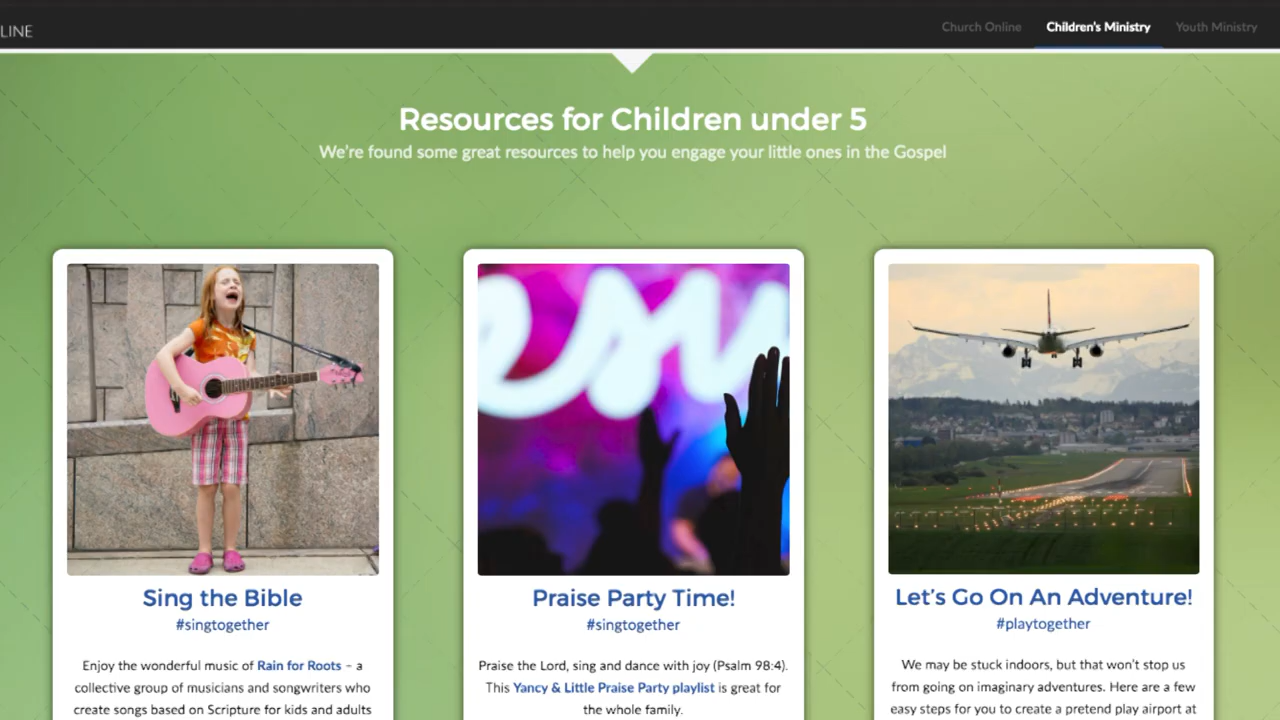 LINE
Church Online
Children's Ministry
Youth Ministry
Resources for Children under 5
We're found some great resources to help you engage your little ones in the Gospel
Sing the Bible
#singtogether
Enjoy the wonderful music of Rain for Roots – a
collective group of musicians and songwriters who
create songs based on Scripture for kids and adults
Praise Party Time!
#singtogether
Praise the Lord, sing and dance with joy (Psalm 98:4).
This Yancy & Little Praise Party playlist is great for
the whole family.
Let's Go On An Adventure!
#playtogether
We may be stuck indoors, but that won't stop us
from going on imaginary adventures. Here are a few
easy steps for you to create a pretend play airport at